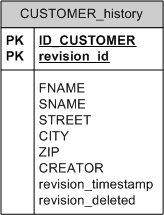 CUSTOMER_history
PK ID_CUSTOMER
PK revision_id
FNAME
SNAME
STREET
CITY
ZIP
CREATOR
revision_timestamp
revision_deleted